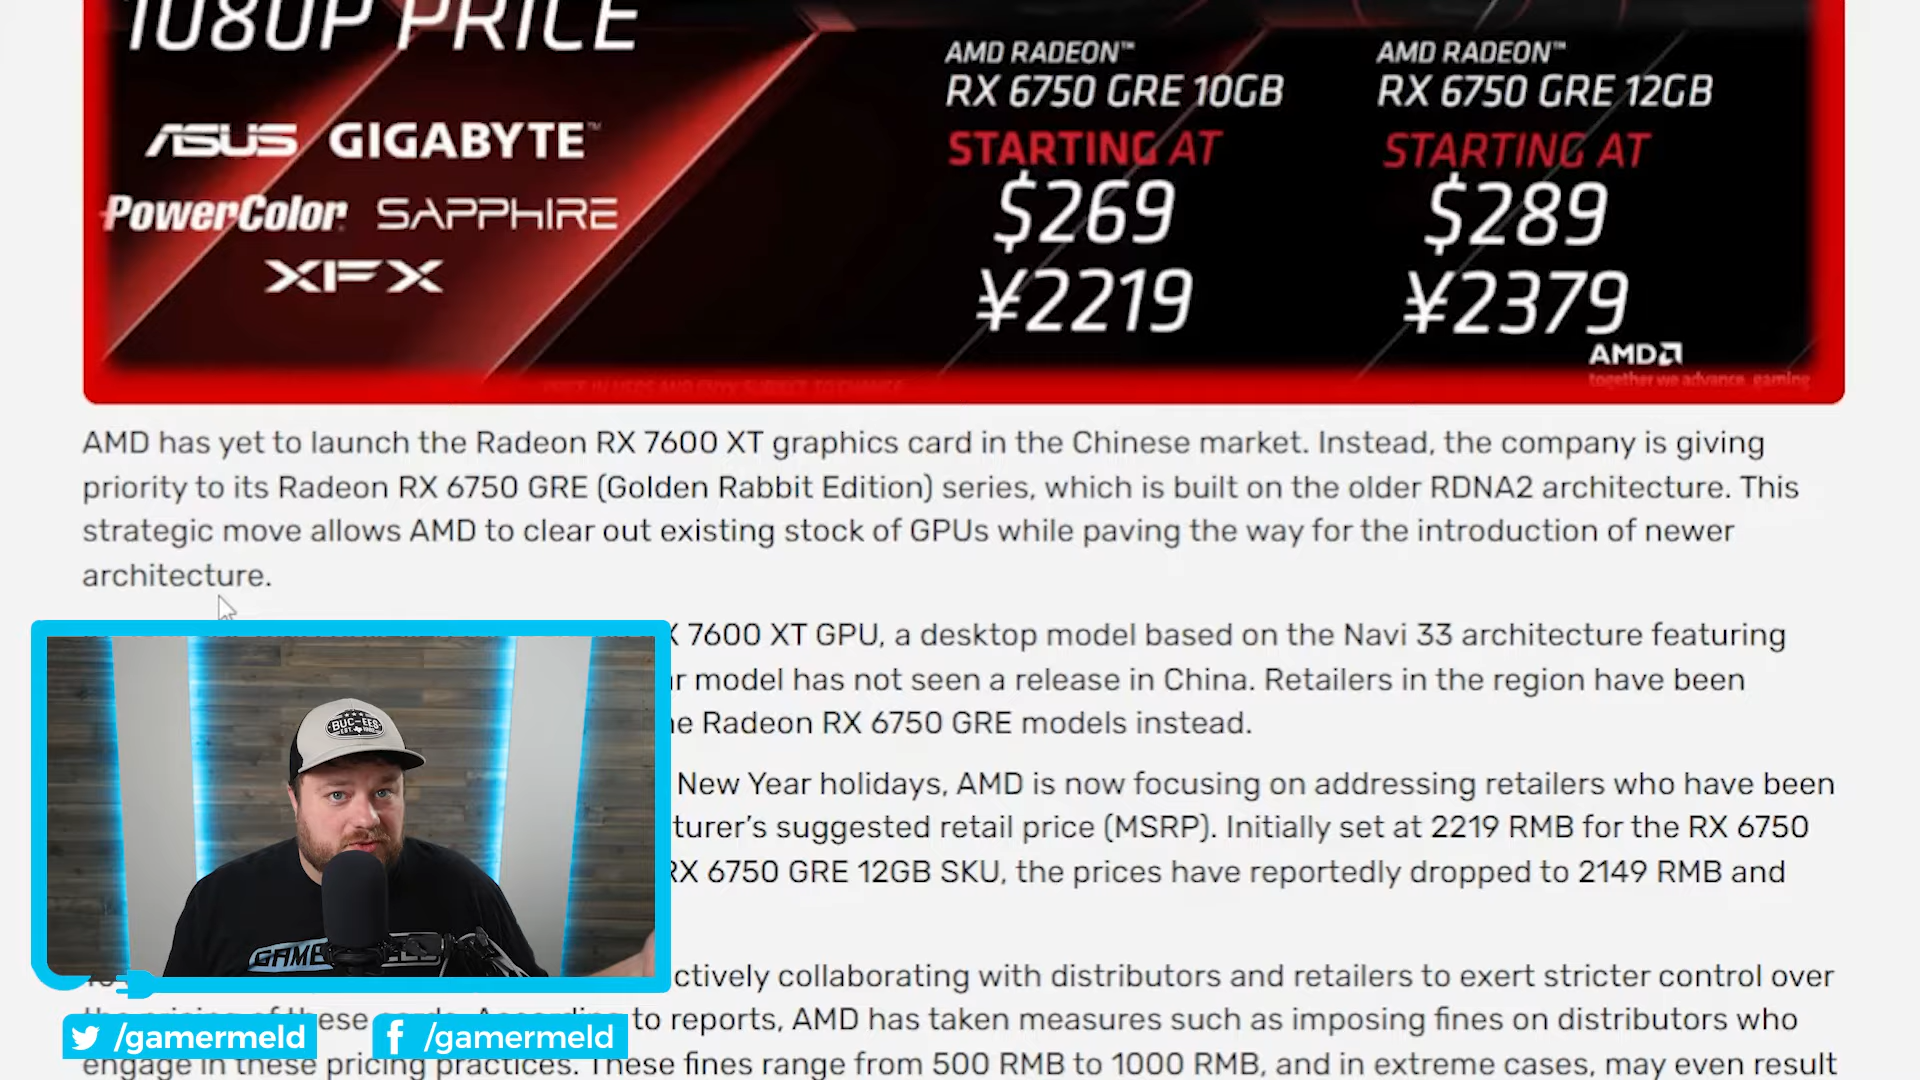 1080P PRICE
ASUS GIGABYTE™
PowerColor SAPPHIRE
XFX
AMD RADEON™
RX 6750 GRE 10GB
STARTING AT
$269
¥2219
AMD RADEON™
RX 6750 GRE 12GB
STARTING AT
$289
¥2379
AMD
together we advance_gaming
AMD has yet to launch the Radeon RX 7600 XT graphics card in the Chinese market. Instead, the company is giving
priority to its Radeon RX 6750 GRE (Golden Rabbit Edition) series, which is built on the older RDNA2 architecture. This
strategic move allows AMD to clear out existing stock of GPUs while paving the way for the introduction of newer
architecture.
7600 XT GPU, a desktop model based on the Navi 33 architecture featuring
model has not seen a release in China. Retailers in the region have been
Radeon RX 6750 GRE models instead.
New Year holidays, AMD is now focusing on addressing retailers who have been
turer's suggested retail price (MSRP). Initially set at 2219 RMB for the RX 6750
RX 6750 GRE 12GB SKU, the prices have reportedly dropped to 2149 RMB and
ctively collaborating with distributors and retailers to exert stricter control over
to reports, AMD has taken measures such as imposing fines on distributors who
engage in these pricing practices. These fines range from 500 RMB to 1000 RMB, and in extreme cases, may even result
BUC-EES
/gamermeld
/gamermeld